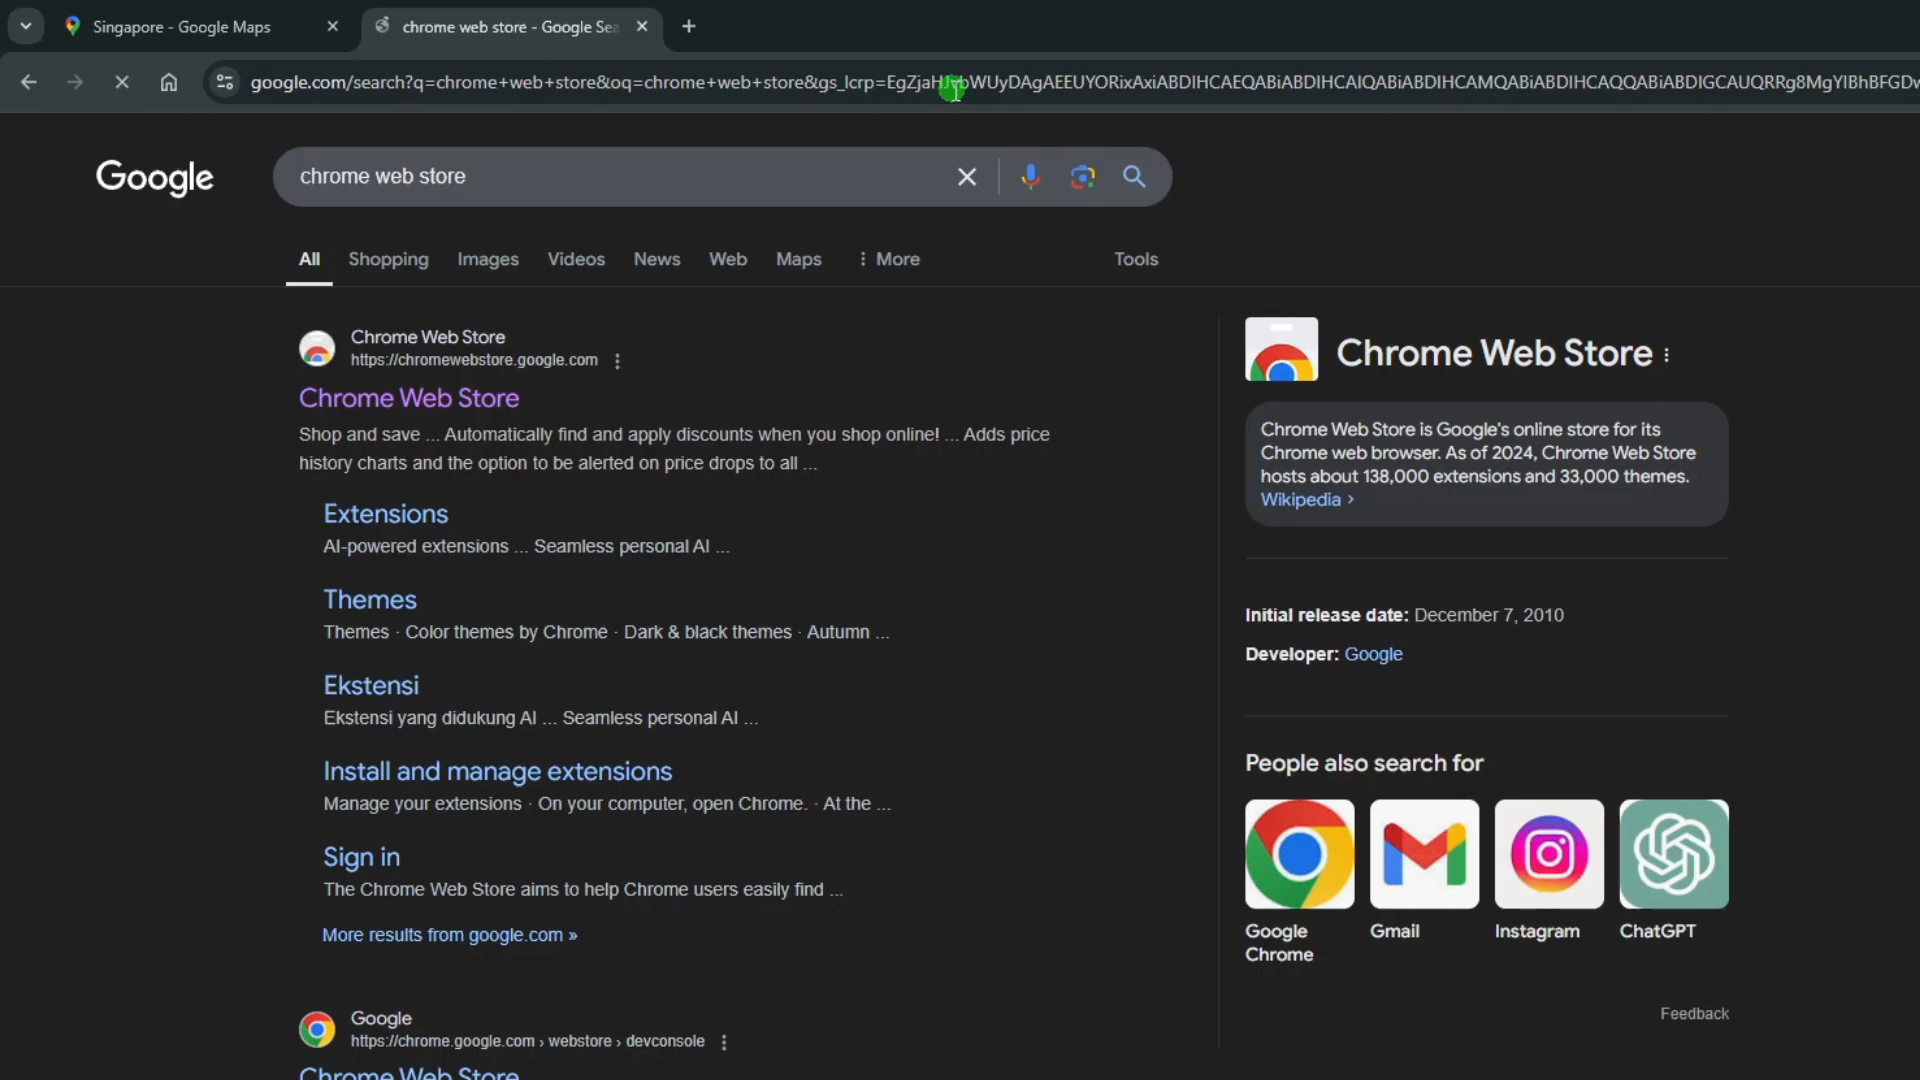 Singapore - Google Maps
chrome web store - Google Sea
google.com/search?q=chrome+web+store&oq=chrome+web+store&gs_lcrp=
Google
chrome web store
All
Shopping
Images
Videos
News
Web
Maps
More
Tools
Chrome Web Store
https://chromewebstore.google.com
Chrome Web Store
Shop and save ... Automatically find and apply discounts when you shop online! ... Adds price
history charts and the option to be alerted on price drops to all ...
Extensions
AI-powered extensions ... Seamless personal AI ...
Themes
Themes · Color themes by Chrome · Dark & black themes · Autumn ...
Ekstensi
Ekstensi yang didukung AI ... Seamless personal AI ...
Install and manage extensions
Manage your extensions · On your computer, open Chrome. · At the ...
Sign in
The Chrome Web Store aims to help Chrome users easily find ...
More results from google.com »
Google
https://chrome.google.com › webstore › devconsole
Chrome Web Store
Chrome Web Store
Chrome Web Store is Google's online store for its
Chrome web browser. As of 2024, Chrome Web Store
hosts about 138,000 extensions and 33,000 themes.
Wikipedia ›
Initial release date: December 7, 2010
Developer: Google
People also search for
Google
Chrome
Gmail
Instagram
ChatGPT
Feedback